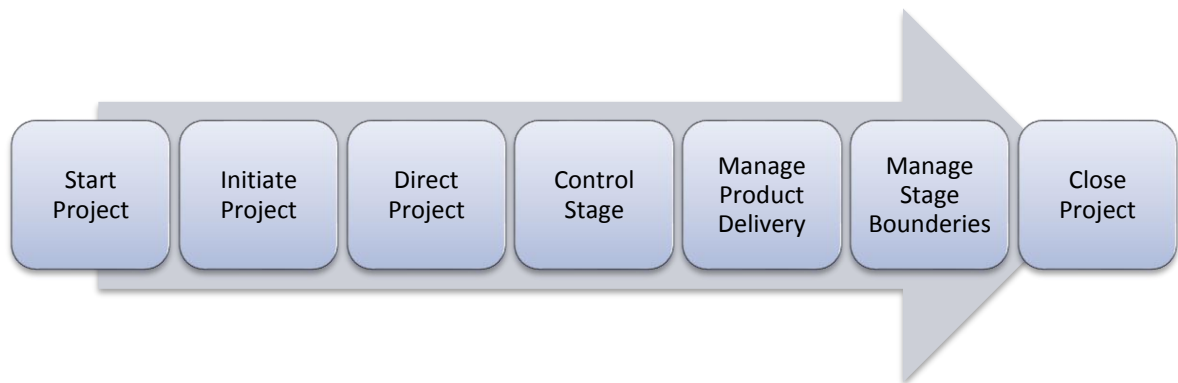 Start
Project
Initiate
Project
Direct
Project
Control
Stage
Manage
Product
Delivery
Manage
Stage
Bounderies
Close
Project